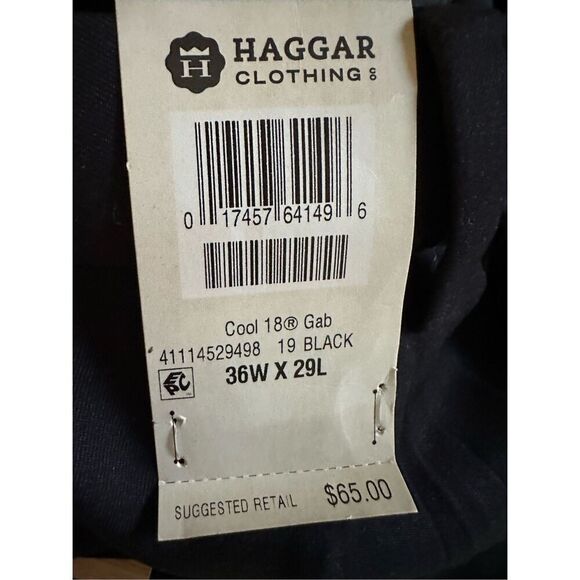 H
HAGGAR
CLOTHING CO
0 17457 64149 6
Cool 18® Gab
41114529498 19 BLACK
EPC
36W X 29L
SUGGESTED RETAIL $65.00